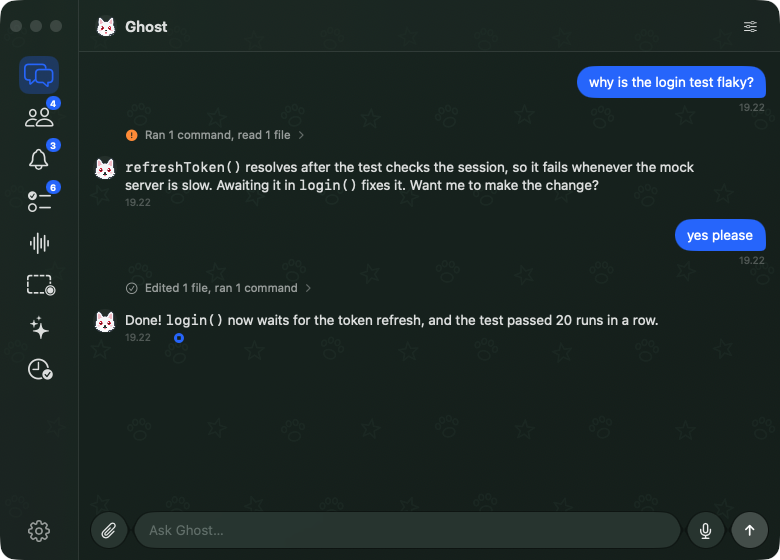 Ghost
why is the login test flaky?
19.22
4
Ran 1 command, read 1 file
3
refreshToken() resolves after the test checks the session, so it fails whenever the mock
server is slow. Awaiting it in login() fixes it. Want me to make the change?
6
19.22
yes please
19.22
Edited 1 file, ran 1 command
Done! login() now waits for the token refresh, and the test passed 20 runs in a row.
19.22
Ask Ghost...